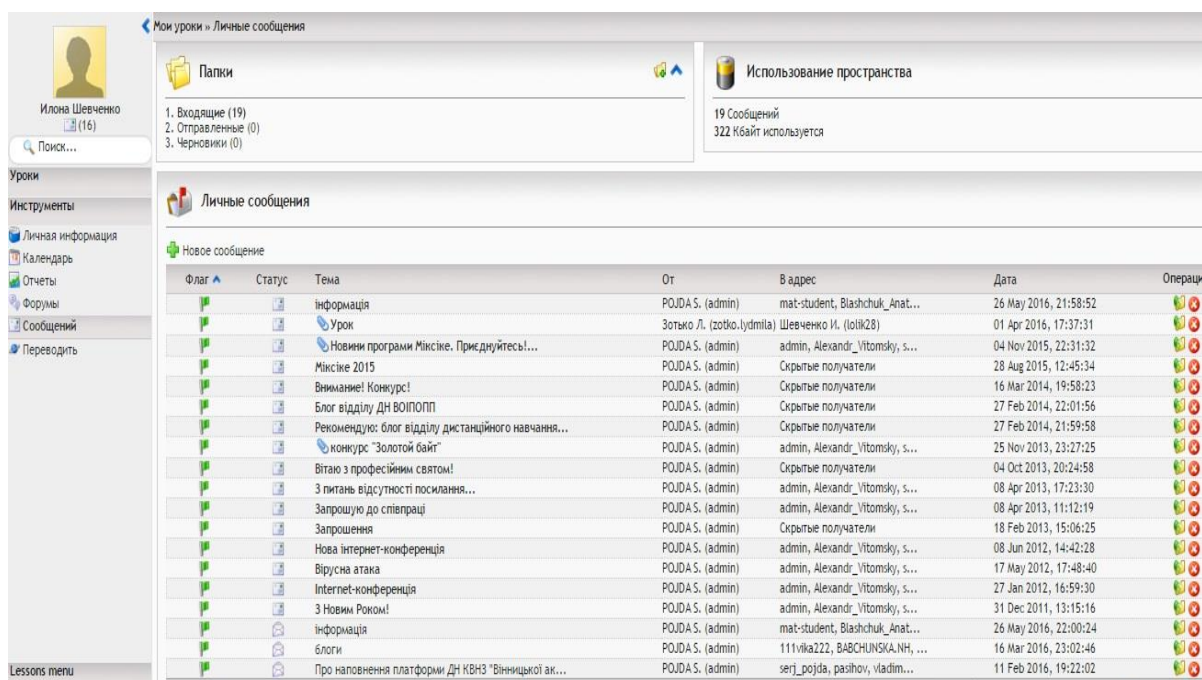 Мои уроки » Личные сообщения
Илона Шевченко
(16)
Поиск...
Уроки
Инструменты
Личная информация
Календарь
Отчеты
Форумы
Сообщений
Переводить
Lessons menu
Папки
1. Входящие (19)
2. Отправленные (0)
3. Черновики (0)
Использование пространства
19 Сообщений
322 Кбайт используется
Личные сообщения
Новое сообщение
Флаг Статус Тема От В адрес Дата Операци
інформація POJDA S. (admin) mat-student, Blashchuk_Anat... 26 May 2016, 21:58:52
Урок Зотько Л. (zotko.lydmila) Шевченко И. (lolik28) 01 Apr 2016, 17:37:31
Новини програми Міксіке. Приєднуйтесь!... POJDA S. (admin) admin, Alexandr_Vitomsky, s... 04 Nov 2015, 22:31:32
Міксіке 2015 POJDA S. (admin) Скрытые получатели 28 Aug 2015, 12:45:34
Внимание! Конкурс! POJDA S. (admin) Скрытые получатели 16 Mar 2014, 19:58:23
Блог відділу ДН ВОІПОПП POJDA S. (admin) Скрытые получатели 27 Feb 2014, 22:01:56
Рекомендую: блог відділу дистанційного навчання... POJDA S. (admin) Скрытые получатели 27 Feb 2014, 21:59:58
конкурс "Золотой байт" POJDA S. (admin) admin, Alexandr_Vitomsky, s... 25 Nov 2013, 23:27:25
Вітаю з професійним святом! POJDA S. (admin) Скрытые получатели 04 Oct 2013, 20:24:58
З питань відсутності посилання... POJDA S. (admin) admin, Alexandr_Vitomsky, s... 08 Apr 2013, 17:23:30
Запрошую до співпраці POJDA S. (admin) admin, Alexandr_Vitomsky, s... 08 Apr 2013, 11:12:19
Запрошення POJDA S. (admin) Скрытые получатели 18 Feb 2013, 15:06:25
Нова інтернет-конференція POJDA S. (admin) admin, Alexandr_Vitomsky, s... 08 Jun 2012, 14:42:28
Вірусна атака POJDA S. (admin) admin, Alexandr_Vitomsky, s... 17 May 2012, 17:48:40
Internet-конференція POJDA S. (admin) admin, Alexandr_Vitomsky, s... 27 Jan 2012, 16:59:30
З Новим Роком! POJDA S. (admin) admin, Alexandr_Vitomsky, s... 31 Dec 2011, 13:15:16
інформація POJDA S. (admin) mat-student, Blashchuk_Anat... 26 May 2016, 22:00:24
блоги POJDA S. (admin) 111vika222, BABCHUNSKA.NH, ... 16 Mar 2016, 23:02:46
Про наповнення платформи ДН КВНЗ "Вінницької ак... POJDA S. (admin) serj_pojda, pasihov, vladim... 11 Feb 2016, 19:22:02